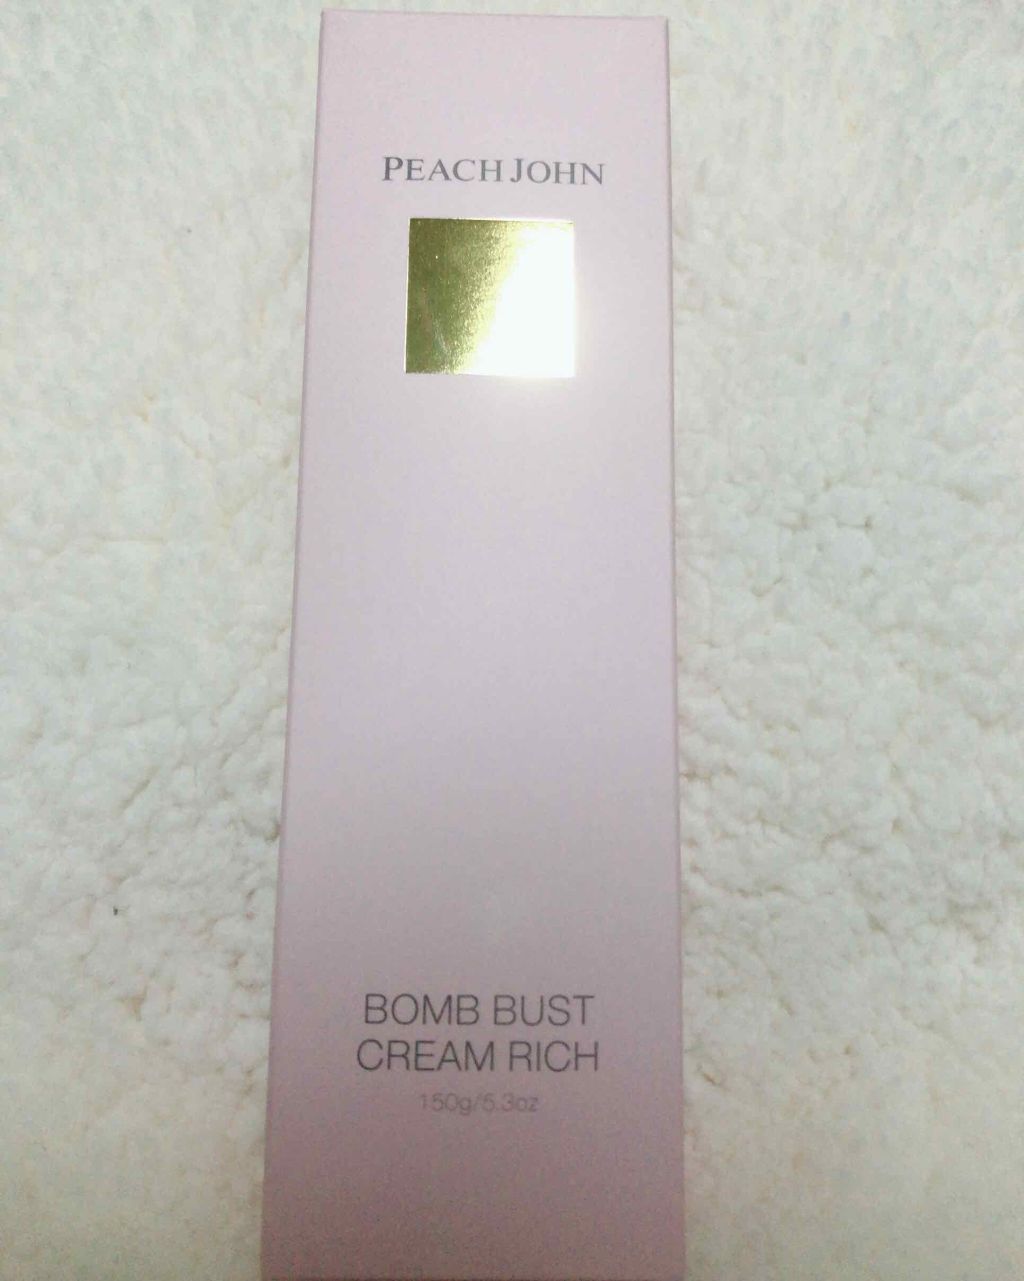 PEACH JOHN
BOMB BUST
CREAM RICH
150g/5.3oz